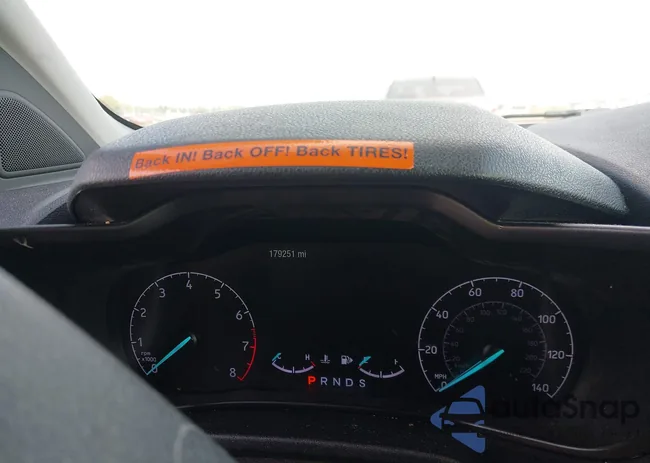 Back IN! Back OFF! Back TIRES!
179251 mi
0 1 2 3 4 5 6 7 8
rpm
x1000
C H
E F
P R N D S
0 20 40 60 80 100 120 140
MPH
autoSnap